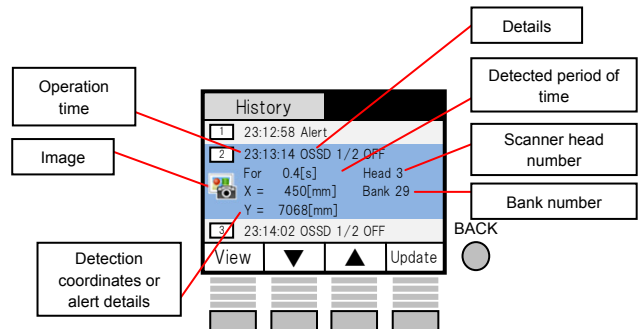 Details
Operation
time
Detected period of
time
History
1 23:12:58 Alert
Scanner head
number
Image
2 23:13:14 OSSD 1/2 OFF
For 0.4[s] Head 3
X = 450[mm] Bank 29
Y = 7068[mm]
Bank number
3 23:14:02 OSSD 1/2 OFF
BACK
Detection
coordinates or
alert details
View ▼ ▲ Update